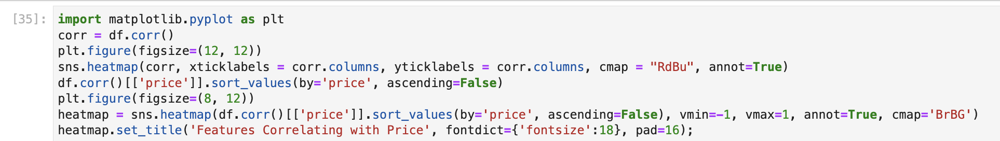 [35]: import matplotlib.pyplot as plt
corr = df.corr()
plt.figure(figsize=(12, 12))
sns.heatmap(corr, xticklabels = corr.columns, yticklabels = corr.columns, cmap = "RdBu", annot=True)
df.corr()[['price']].sort_values(by='price', ascending=False)
plt.figure(figsize=(8, 12))
heatmap = sns.heatmap(df.corr()[['price']].sort_values(by='price', ascending=False), vmin=-1, vmax=1, annot=True, cmap='BrBG')
heatmap.set_title('Features Correlating with Price', fontdict={'fontsize':18}, pad=16);